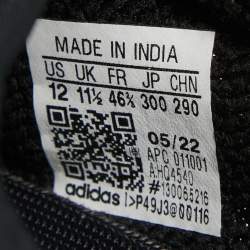 MADE IN INDIA
US UK FR JP CHN
12 11½ 46⅔ 300 290
05/22
APC 011001
A.HQ4540
#130065216
adidas |>P49J3@00116